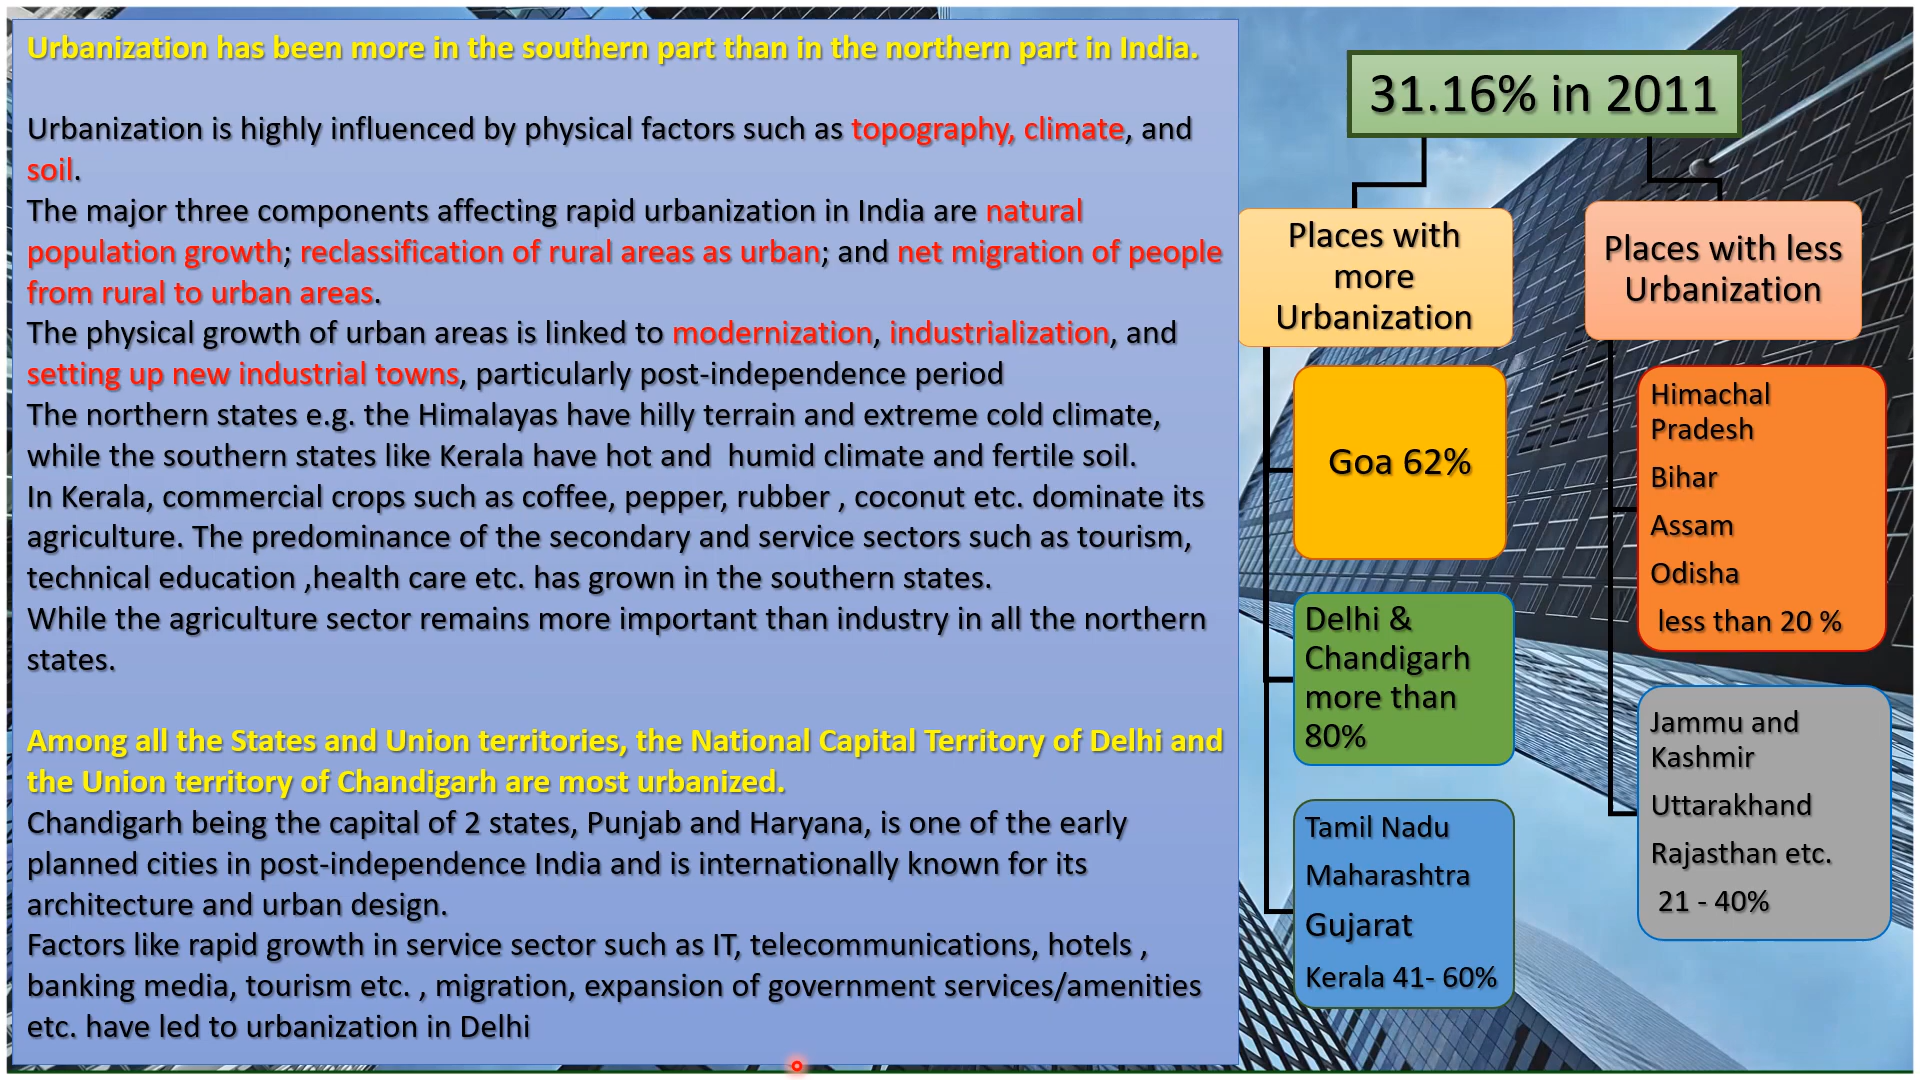 Urbanization has been more in the southern part than in the northern part in India.
Urbanization is highly influenced by physical factors such as topography, climate, and
soil.
The major three components affecting rapid urbanization in India are natural
population growth; reclassification of rural areas as urban; and net migration of people
from rural to urban areas.
The physical growth of urban areas is linked to modernization, industrialization, and
setting up new industrial towns, particularly post-independence period
The northern states e.g. the Himalayas have hilly terrain and extreme cold climate,
while the southern states like Kerala have hot and  humid climate and fertile soil.
In Kerala, commercial crops such as coffee, pepper, rubber , coconut etc. dominate its
agriculture. The predominance of the secondary and service sectors such as tourism,
technical education ,health care etc. has grown in the southern states.
While the agriculture sector remains more important than industry in all the northern
states.
Among all the States and Union territories, the National Capital Territory of Delhi and
the Union territory of Chandigarh are most urbanized.
Chandigarh being the capital of 2 states, Punjab and Haryana, is one of the early
planned cities in post-independence India and is internationally known for its
architecture and urban design.
Factors like rapid growth in service sector such as IT, telecommunications, hotels ,
banking media, tourism etc. , migration, expansion of government services/amenities
etc. have led to urbanization in Delhi
31.16% in 2011
Places with
more
Urbanization
Goa 62%
Delhi &
Chandigarh
more than
80%
Tamil Nadu
Maharashtra
Gujarat
Kerala 41- 60%
Places with less
Urbanization
Himachal
Pradesh
Bihar
Assam
Odisha
less than 20 %
Jammu and
Kashmir
Uttarakhand
Rajasthan etc.
21 - 40%